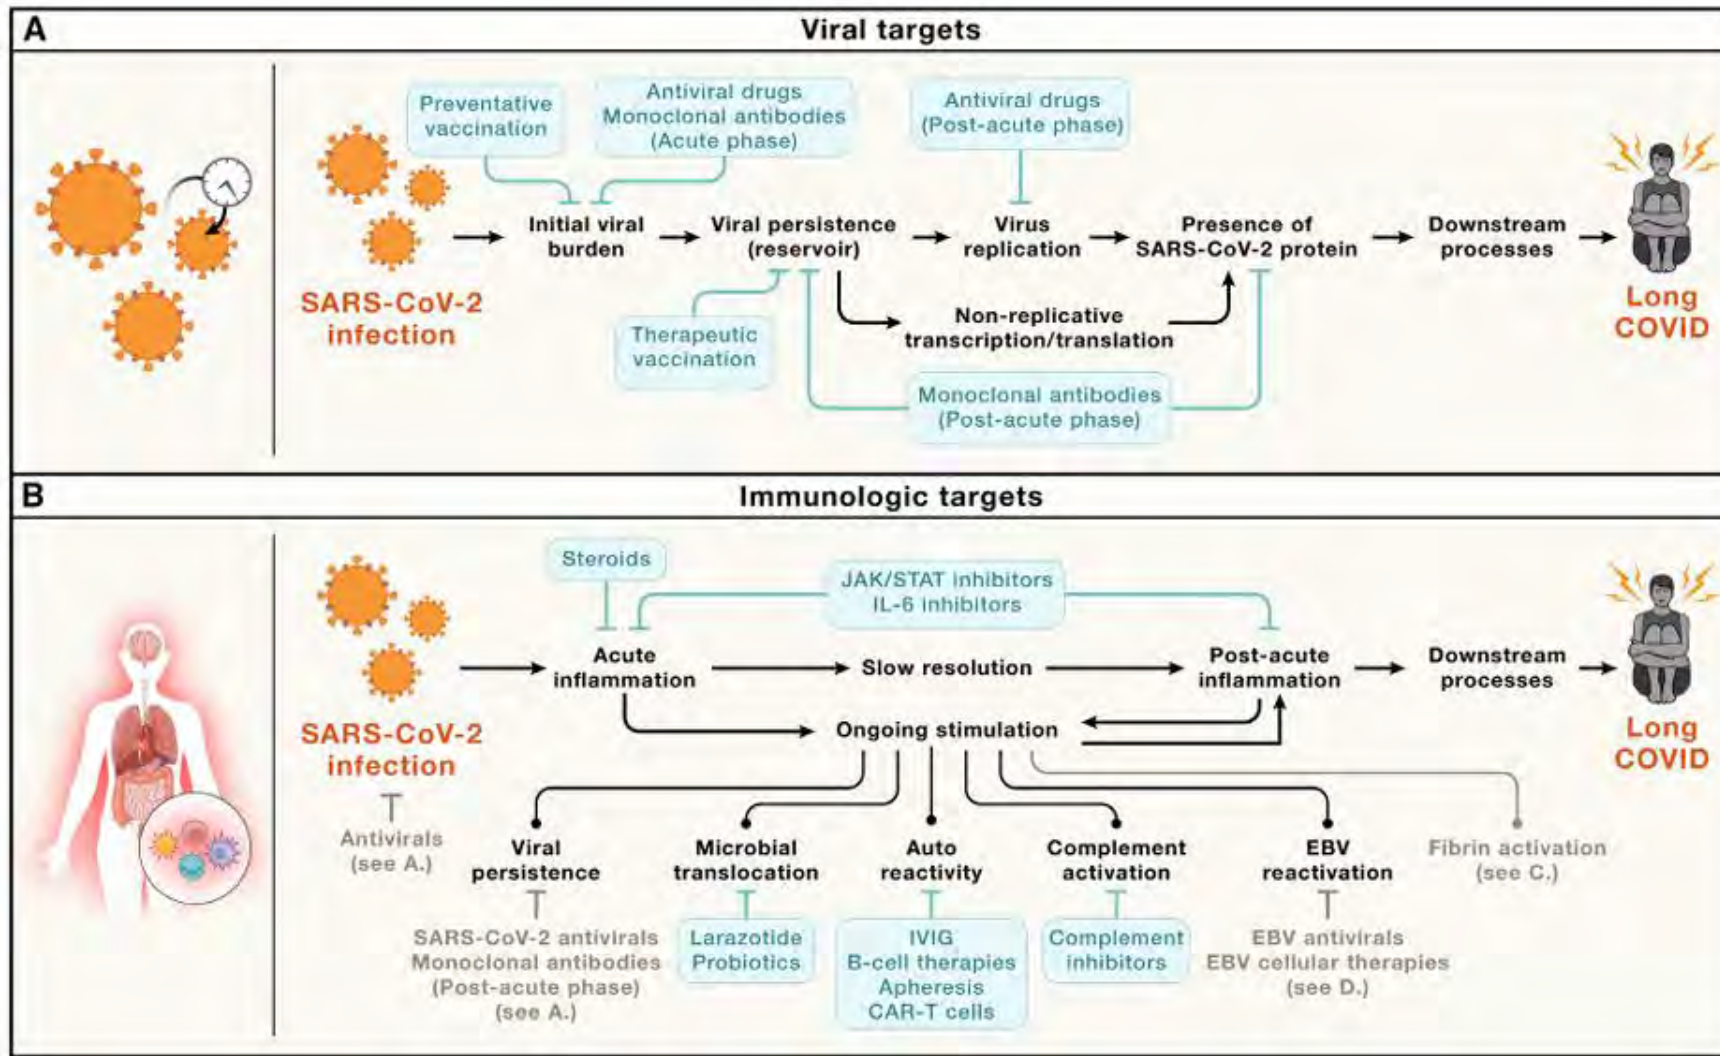 A
Viral targets
Preventative
vaccination
Antiviral drugs
Monoclonal antibodies
(Acute phase)
Antiviral drugs
(Post-acute phase)
SARS-CoV-2
infection
Initial viral
burden
Viral persistence
(reservoir)
Virus
replication
Presence of
SARS-CoV-2 protein
Downstream
processes
Long
COVID
Therapeutic
vaccination
Non-replicative
transcription/translation
Monoclonal antibodies
(Post-acute phase)
B
Immunologic targets
Steroids
JAK/STAT inhibitors
IL-6 inhibitors
SARS-CoV-2
infection
Acute
inflammation
Slow resolution
Post-acute
inflammation
Downstream
processes
Long
COVID
Ongoing stimulation
Antivirals
(see A.)
Viral
persistence
Microbial
translocation
Auto
reactivity
Complement
activation
EBV
reactivation
Fibrin activation
(see C.)
SARS-CoV-2 antivirals
Monoclonal antibodies
(Post-acute phase)
(see A.)
Larazotide
Probiotics
IVIG
B-cell therapies
Apheresis
CAR-T cells
Complement
inhibitors
EBV antivirals
EBV cellular therapies
(see D.)